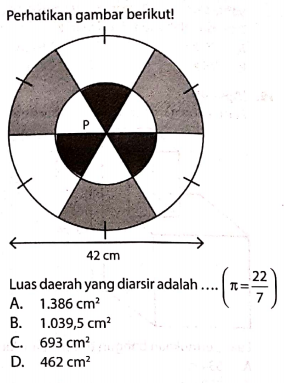 Perhatikan gambar berikut!
P
42 cm
Luas daerah yang diarsir adalah .... (π = 22/7)
A. 1.386 cm²
B. 1.039,5 cm²
C. 693 cm²
D. 462 cm²